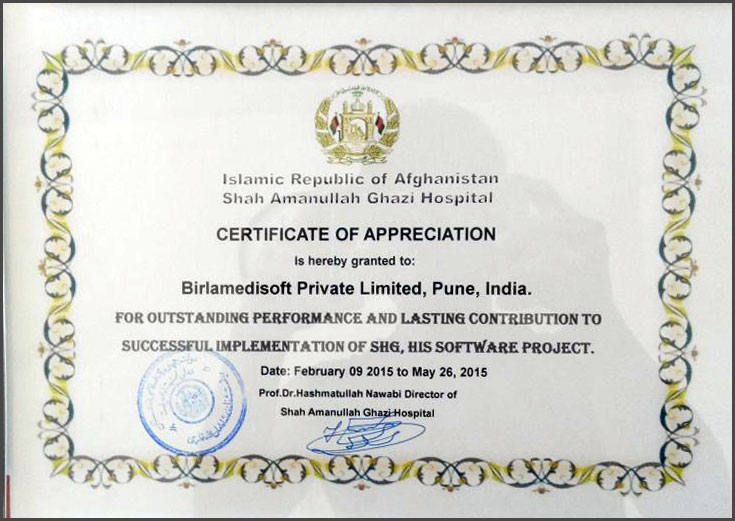 Islamic Republic of Afghanistan
Shah Amanullah Ghazi Hospital
CERTIFICATE OF APPRECIATION
Is hereby granted to:
Birlamedisoft Private Limited, Pune, India.
FOR OUTSTANDING PERFORMANCE AND LASTING CONTRIBUTION TO
SUCCESSFUL IMPLEMENTATION OF SHG, HIS SOFTWARE PROJECT.
Date: February 09 2015 to May 26, 2015
Prof.Dr.Hashmatullah Nawabi Director of
Shah Amanullah Ghazi Hospital